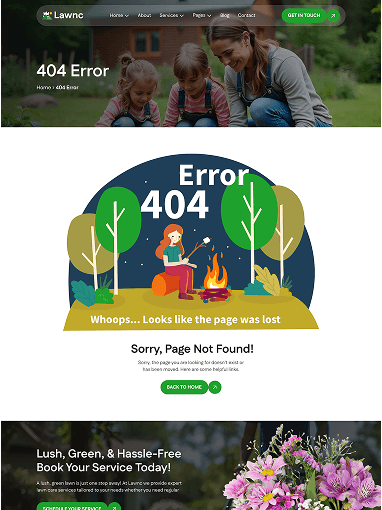 Lawnc
Home About Services Pages Blog Contact
GET IN TOUCH
404 Error
Home > 404 Error
Error
404
Whoops... Looks like the page was lost
Sorry, Page Not Found!
Sorry, the page you are looking for doesn't exist or
has been moved. Here are some helpful links.
BACK TO HOME
Lush, Green, & Hassle-Free
Book Your Service Today!
A lush, green lawn is just one step away! At Lawnc we provide expert
lawn care services tailored to your needs whether you need regular
SCHEDULE YOUR SERVICE